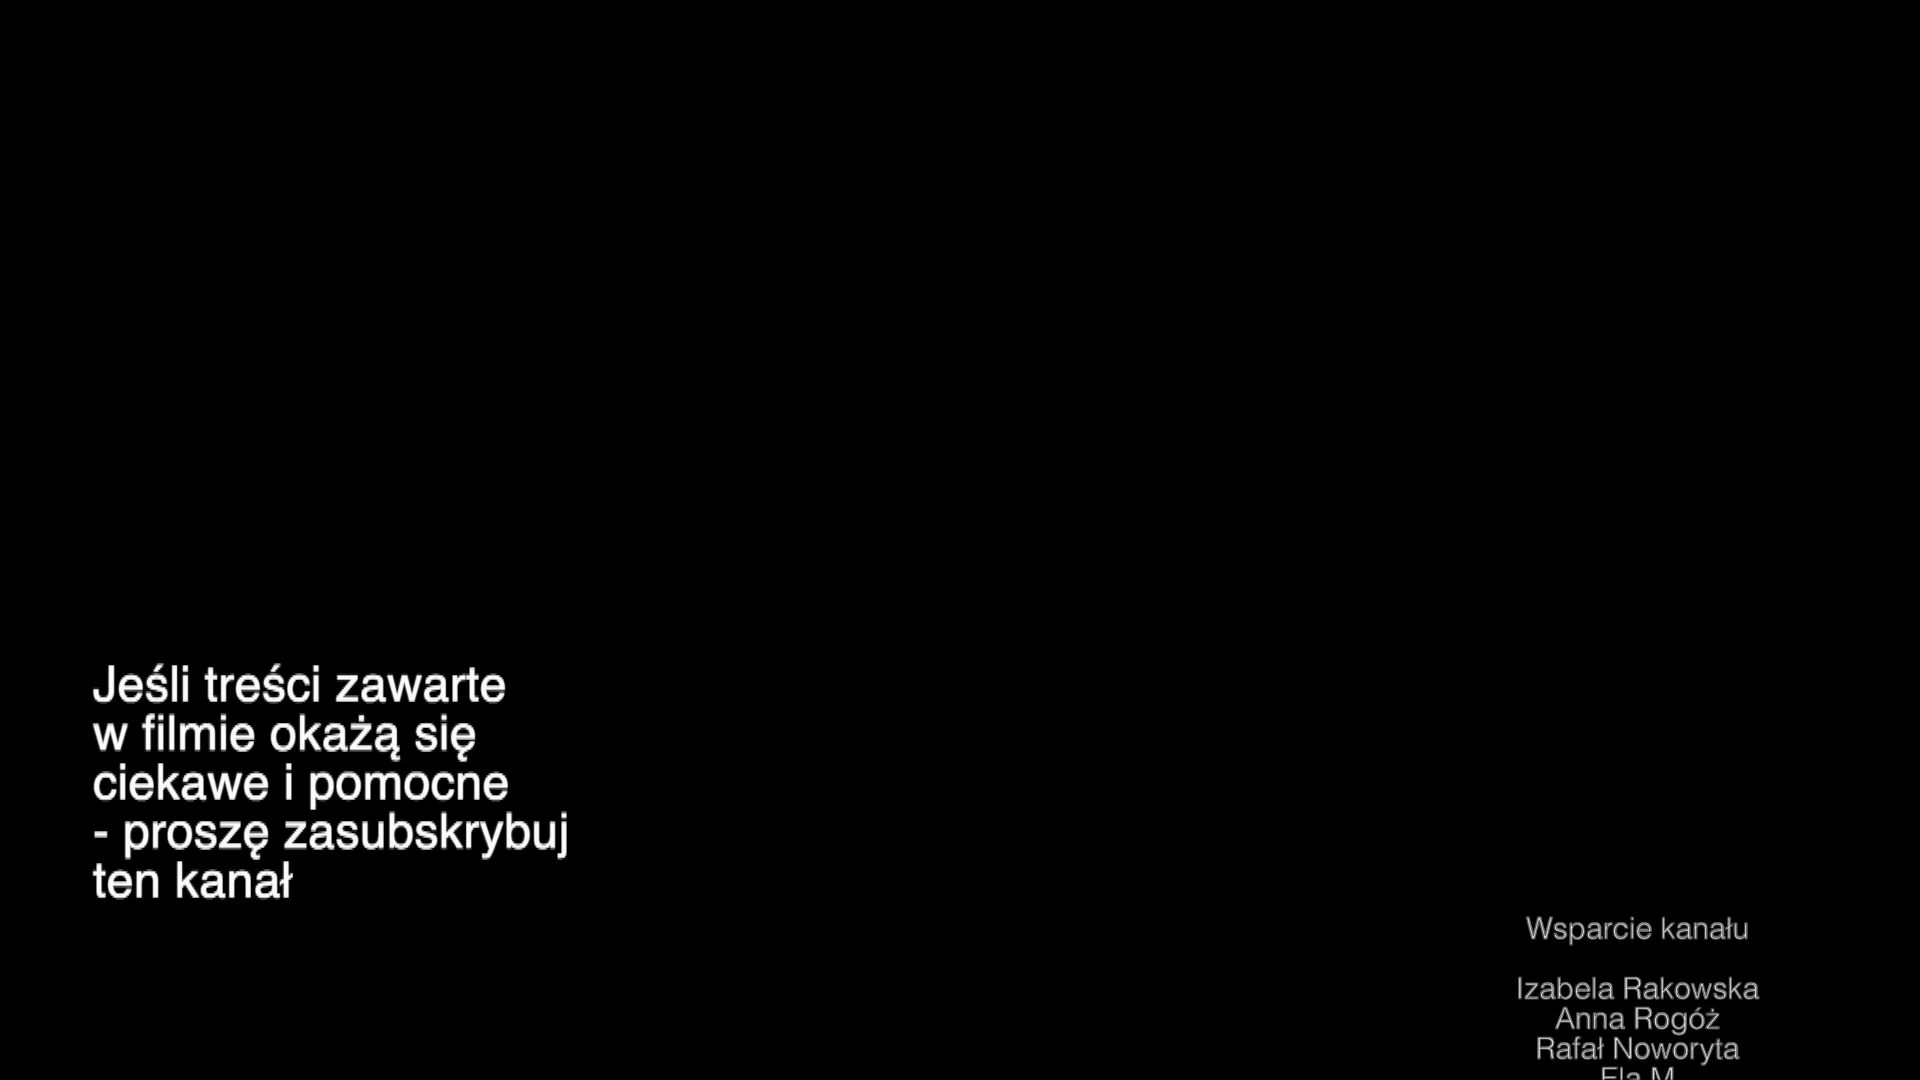 Jeśli treści zawarte
w filmie okażą się
ciekawe i pomocne
- proszę zasubskrybuj
ten kanał
Wsparcie kanału
Izabela Rakowska
Anna Rogóż
Rafał Noworyta
Ela M